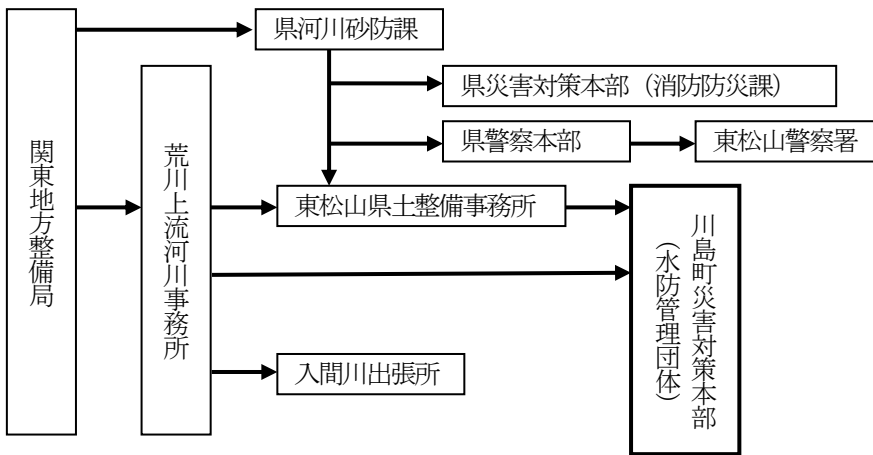 県河川砂防課
県災害対策本部（消防防災課）
県警察本部
東松山警察署
関東地方整備局
荒川上流河川事務所
東松山県土整備事務所
川島町災害対策本部
（水防管理団体）
入間川出張所